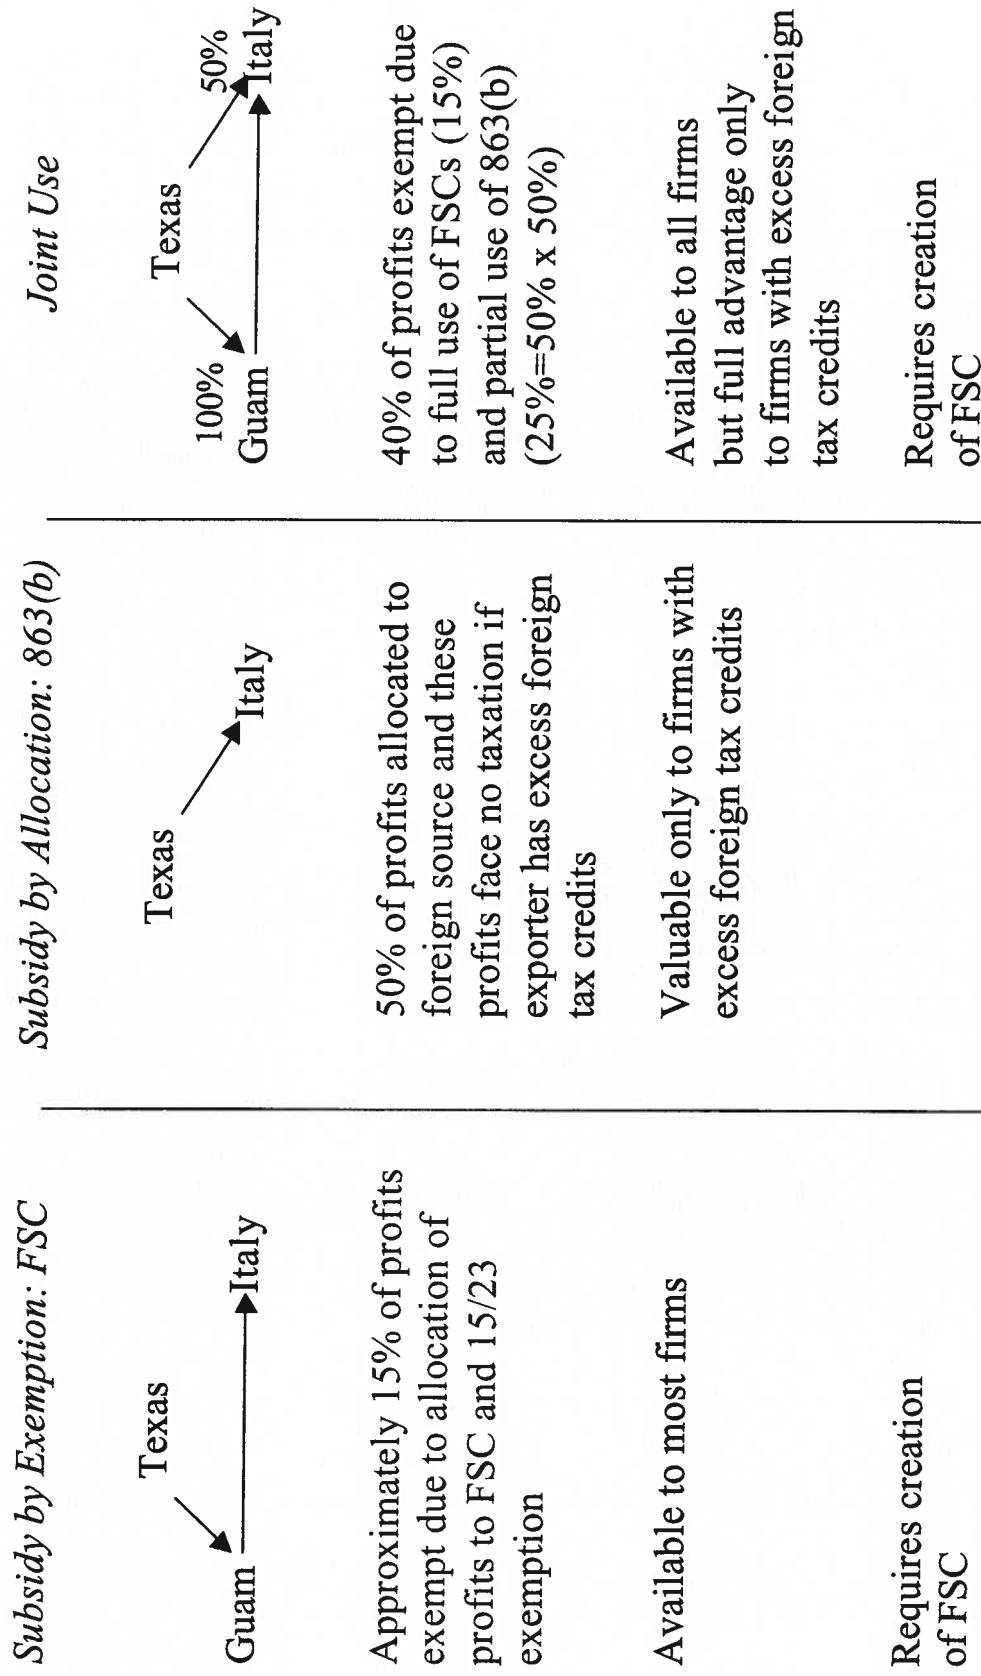 Subsidy by Exemption: FSC
Texas
Guam
Italy
Approximately 15% of profits
exempt due to allocation of
profits to FSC and 15/23
exemption
Available to most firms
Requires creation
of FSC
Subsidy by Allocation: 863(b)
Texas
Italy
50% of profits allocated to
foreign source and these
profits face no taxation if
exporter has excess foreign
tax credits
Valuable only to firms with
excess foreign tax credits
Joint Use
Texas
100%
50%
Guam
Italy
40% of profits exempt due
to full use of FSCs (15%)
and partial use of 863(b)
(25%=50% x 50%)
Available to all firms
but full advantage only
to firms with excess foreign
tax credits
Requires creation
of FSC